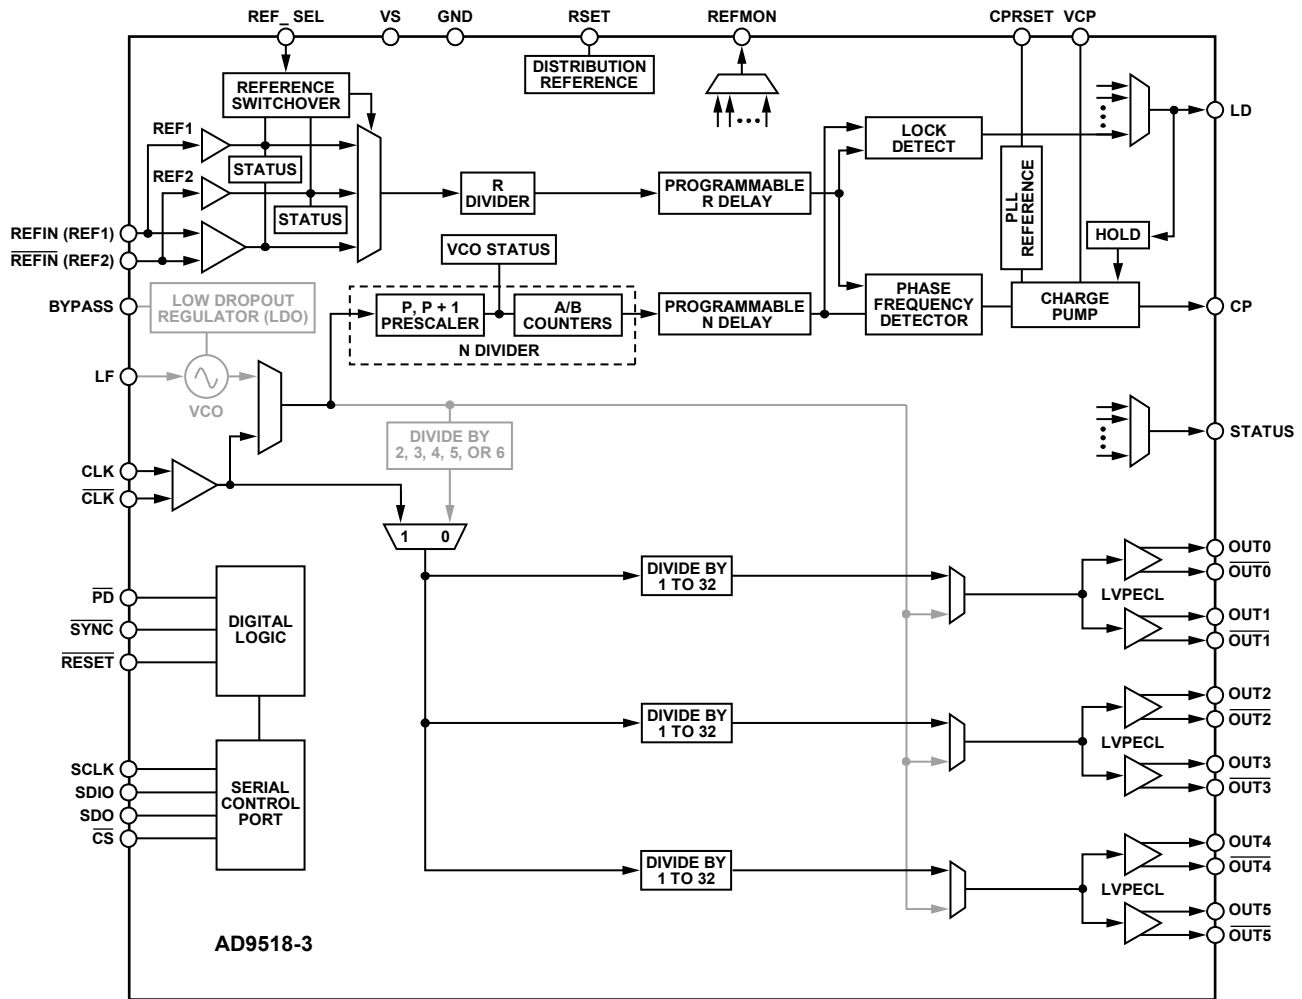 REF_ SEL
VS
GND
RSET
REFMON
CPRSET
VCP
DISTRIBUTION
REFERENCE
REFERENCE
SWITCHOVER
REF1
STATUS
REF2
STATUS
R
DIVIDER
PROGRAMMABLE
R DELAY
LOCK
DETECT
PLL
REFERENCE
LD
HOLD
REFIN (REF1)
REFIN (REF2)
VCO STATUS
BYPASS
LOW DROPOUT
REGULATOR (LDO)
P, P + 1
PRESCALER
A/B
COUNTERS
N DIVIDER
PROGRAMMABLE
N DELAY
PHASE
FREQUENCY
DETECTOR
CHARGE
PUMP
CP
LF
VCO
DIVIDE BY
2, 3, 4, 5, OR 6
STATUS
CLK
CLK
1 0
PD
SYNC
RESET
DIGITAL
LOGIC
DIVIDE BY
1 TO 32
LVPECL
OUT0
OUT0
OUT1
OUT1
DIVIDE BY
1 TO 32
LVPECL
OUT2
OUT2
OUT3
OUT3
SCLK
SDIO
SDO
CS
SERIAL
CONTROL
PORT
DIVIDE BY
1 TO 32
LVPECL
OUT4
OUT4
OUT5
OUT5
AD9518-3